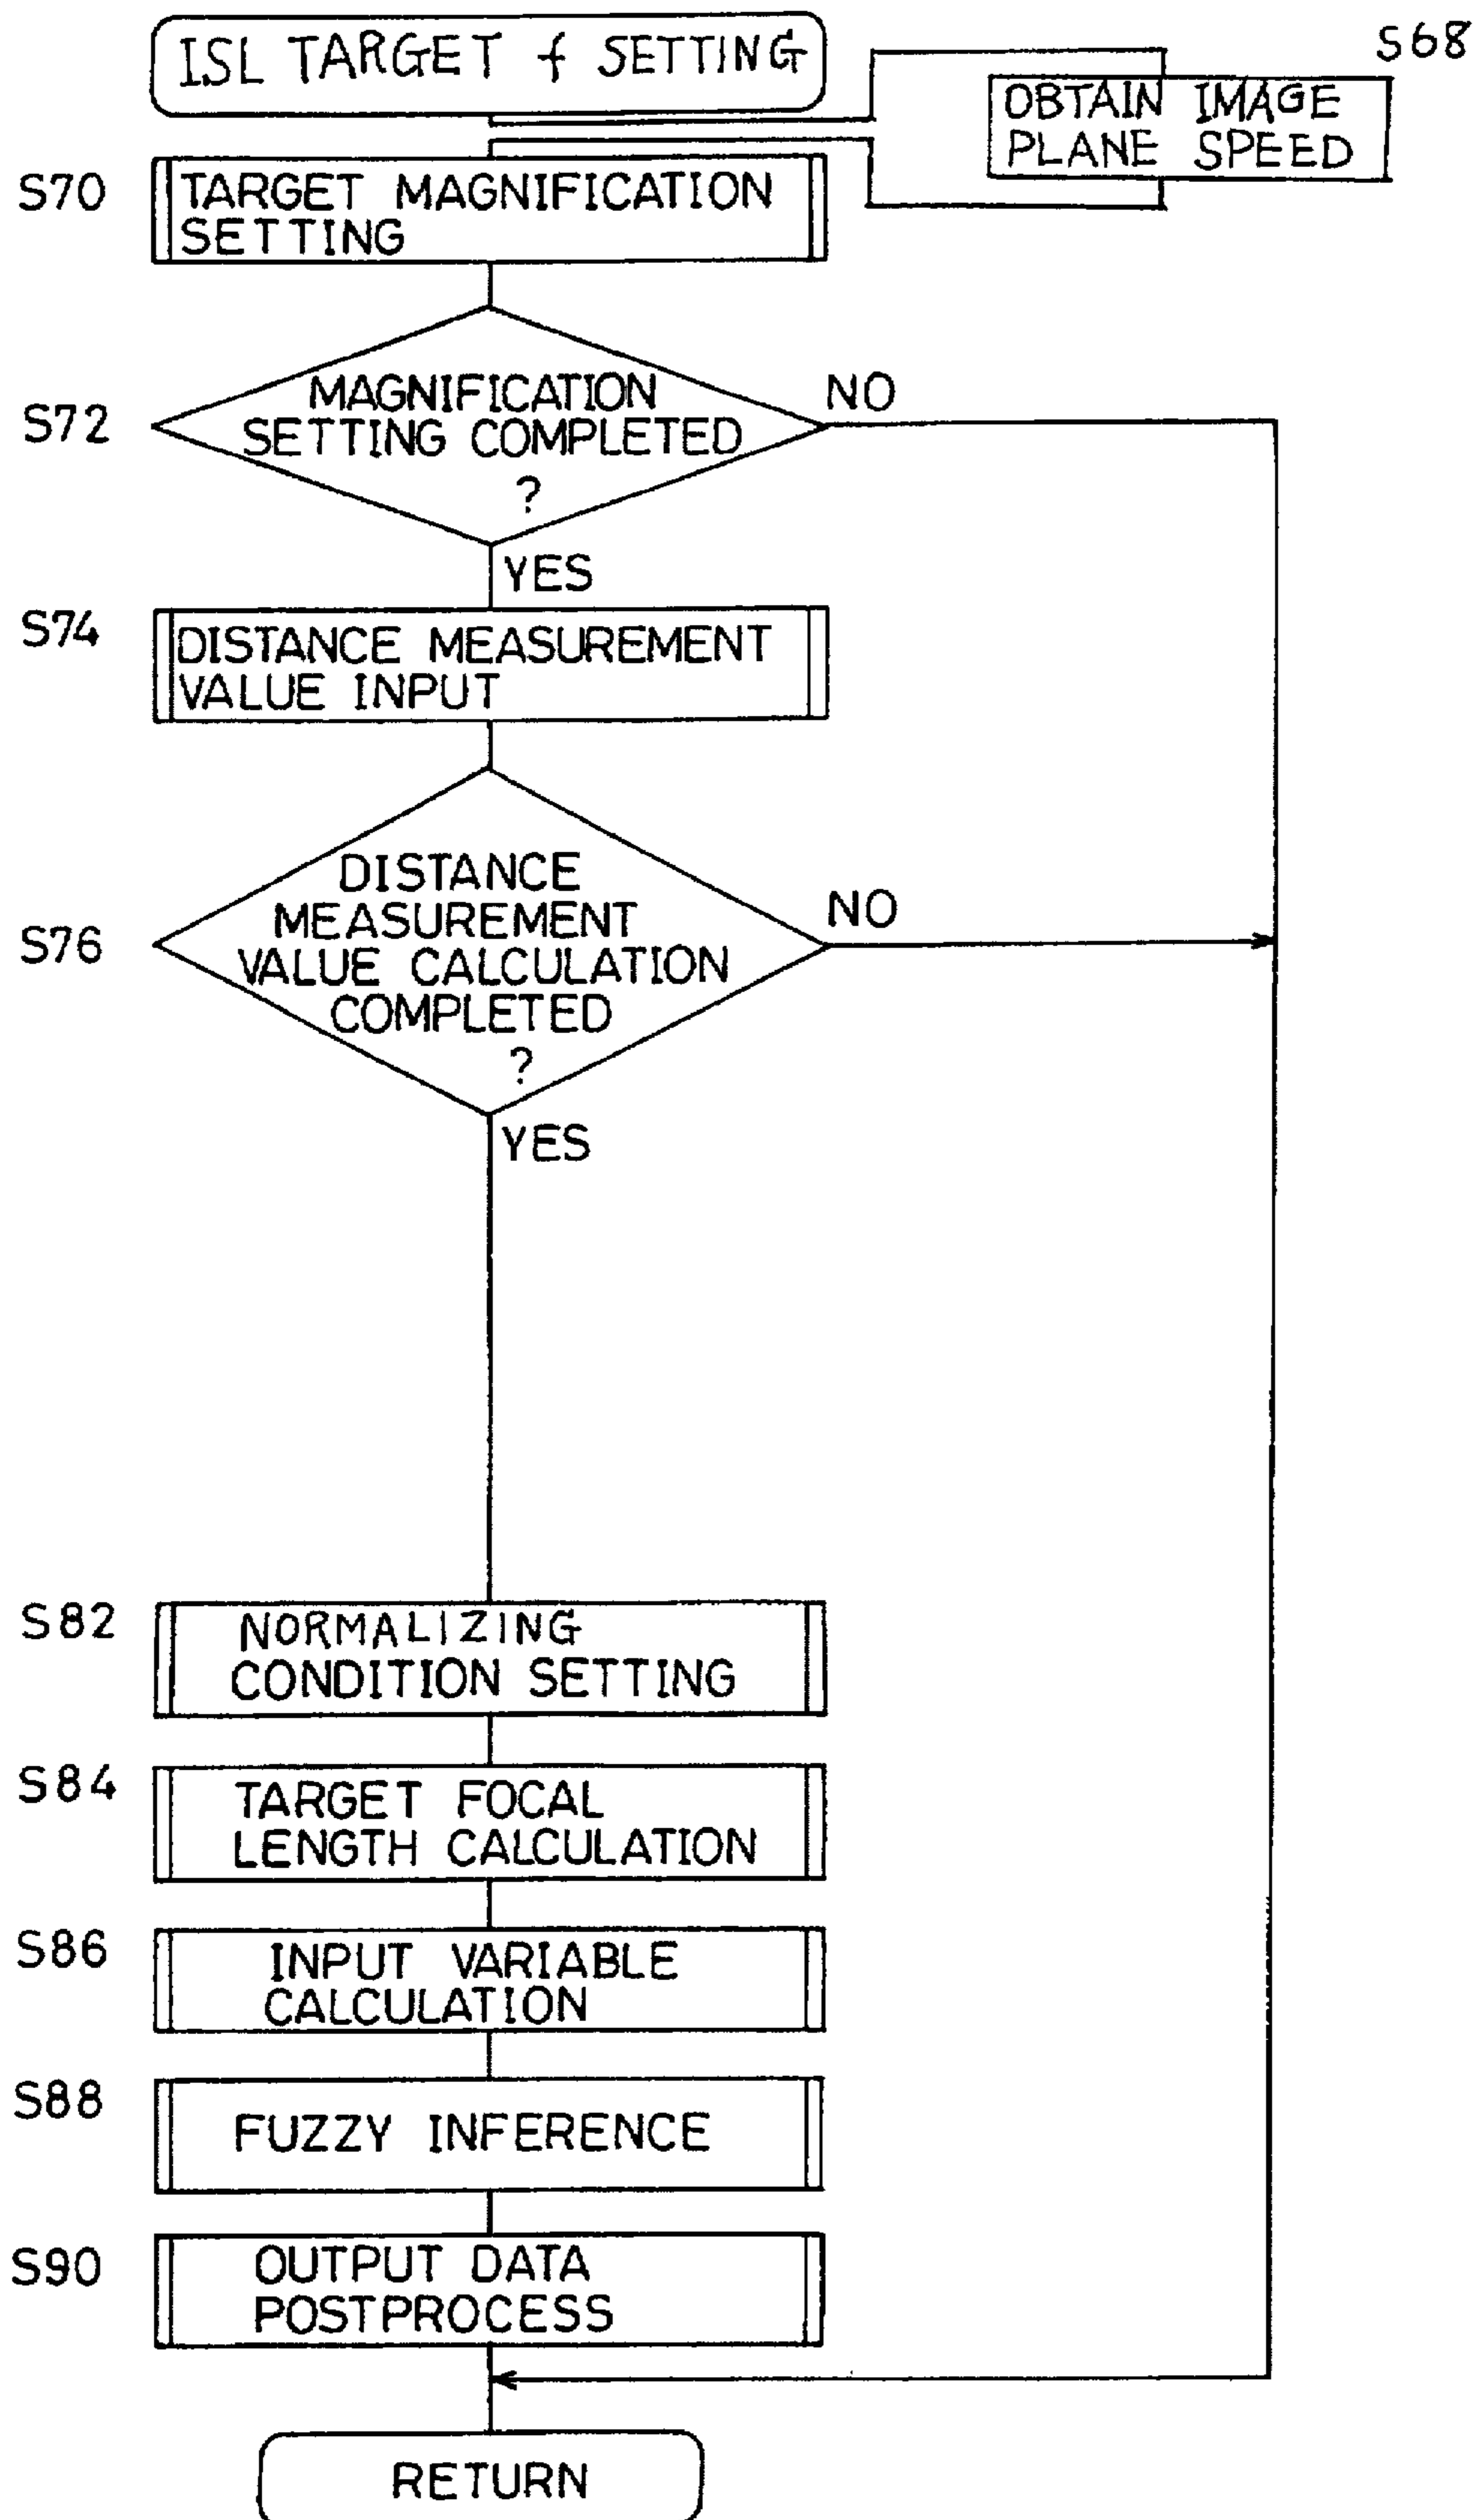 ISL TARGET f SETTING
S68
OBTAIN IMAGE
PLANE SPEED
S70
TARGET MAGNIFICATION
SETTING
S72
MAGNIFICATION
SETTING COMPLETED
?
NO
YES
S74
DISTANCE MEASUREMENT
VALUE INPUT
S76
DISTANCE
MEASUREMENT
VALUE CALCULATION
COMPLETED
?
NO
YES
S82
NORMALIZING
CONDITION SETTING
S84
TARGET FOCAL
LENGTH CALCULATION
S86
INPUT VARIABLE
CALCULATION
S88
FUZZY INFERENCE
S90
OUTPUT DATA
POSTPROCESS
RETURN